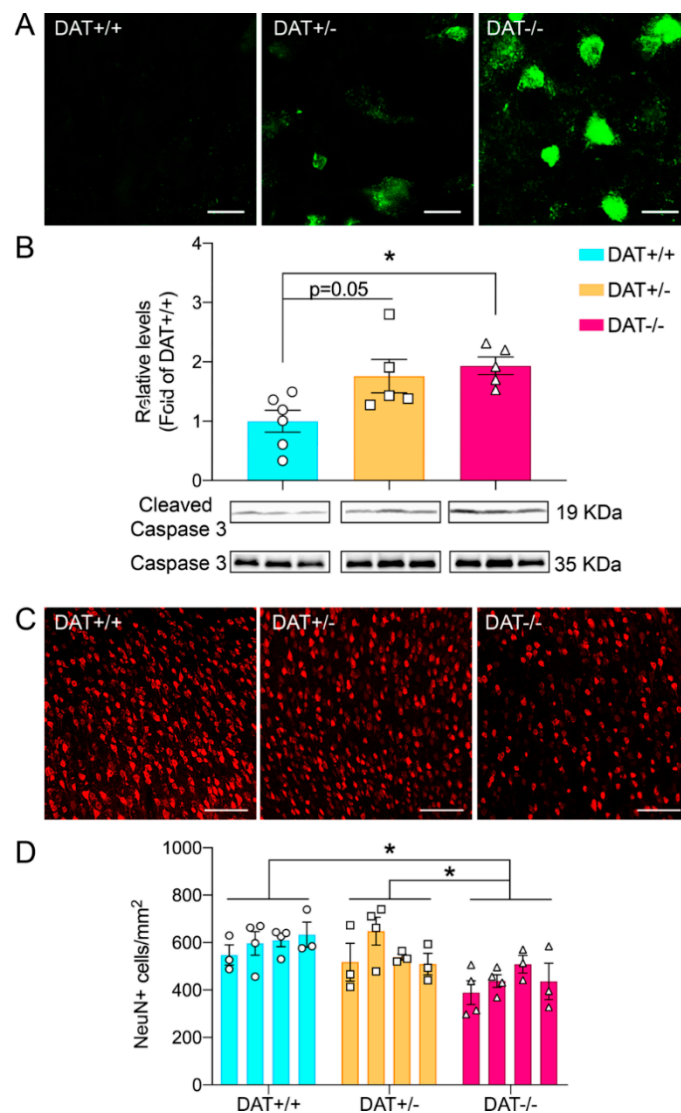 A
DAT+/+
DAT+/-
DAT-/-
B
Relative levels
(Fold of DAT+/+)
4
3
2
1
0
*
p=0.05
DAT+/+
DAT+/-
DAT-/-
Cleaved
Caspase 3
19 KDa
Caspase 3
35 KDa
C
DAT+/+
DAT+/-
DAT-/-
D
NeuN+ cells/mm²
1000
800
600
400
200
0
*
*
DAT+/+
DAT+/-
DAT-/-